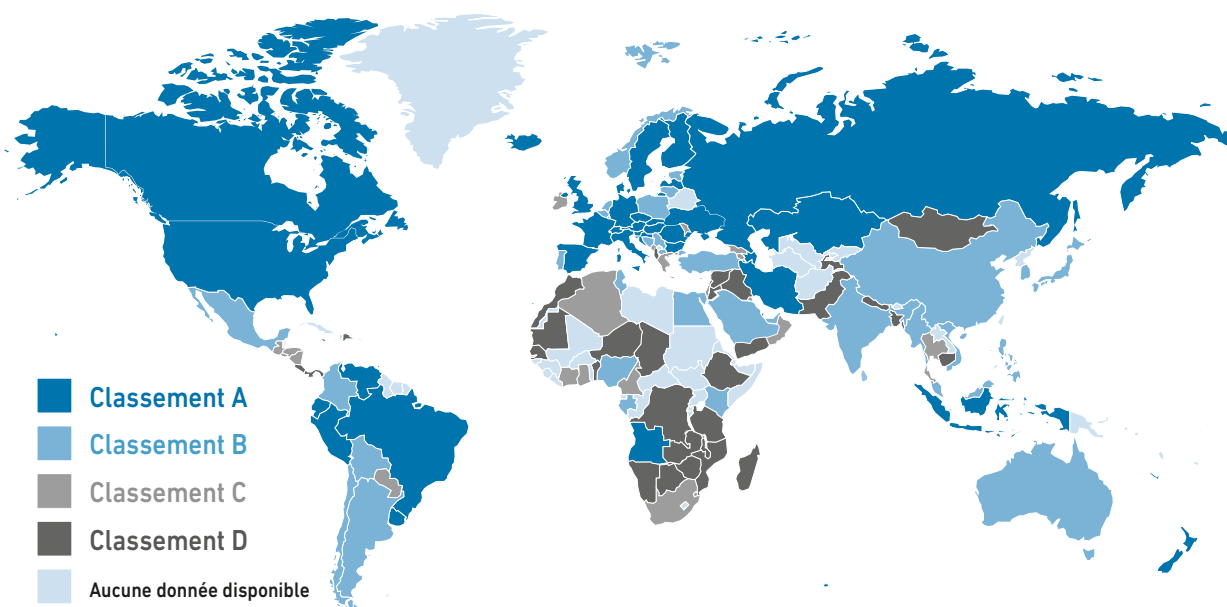 Classement A
Classement B
Classement C
Classement D
Aucune donnée disponible